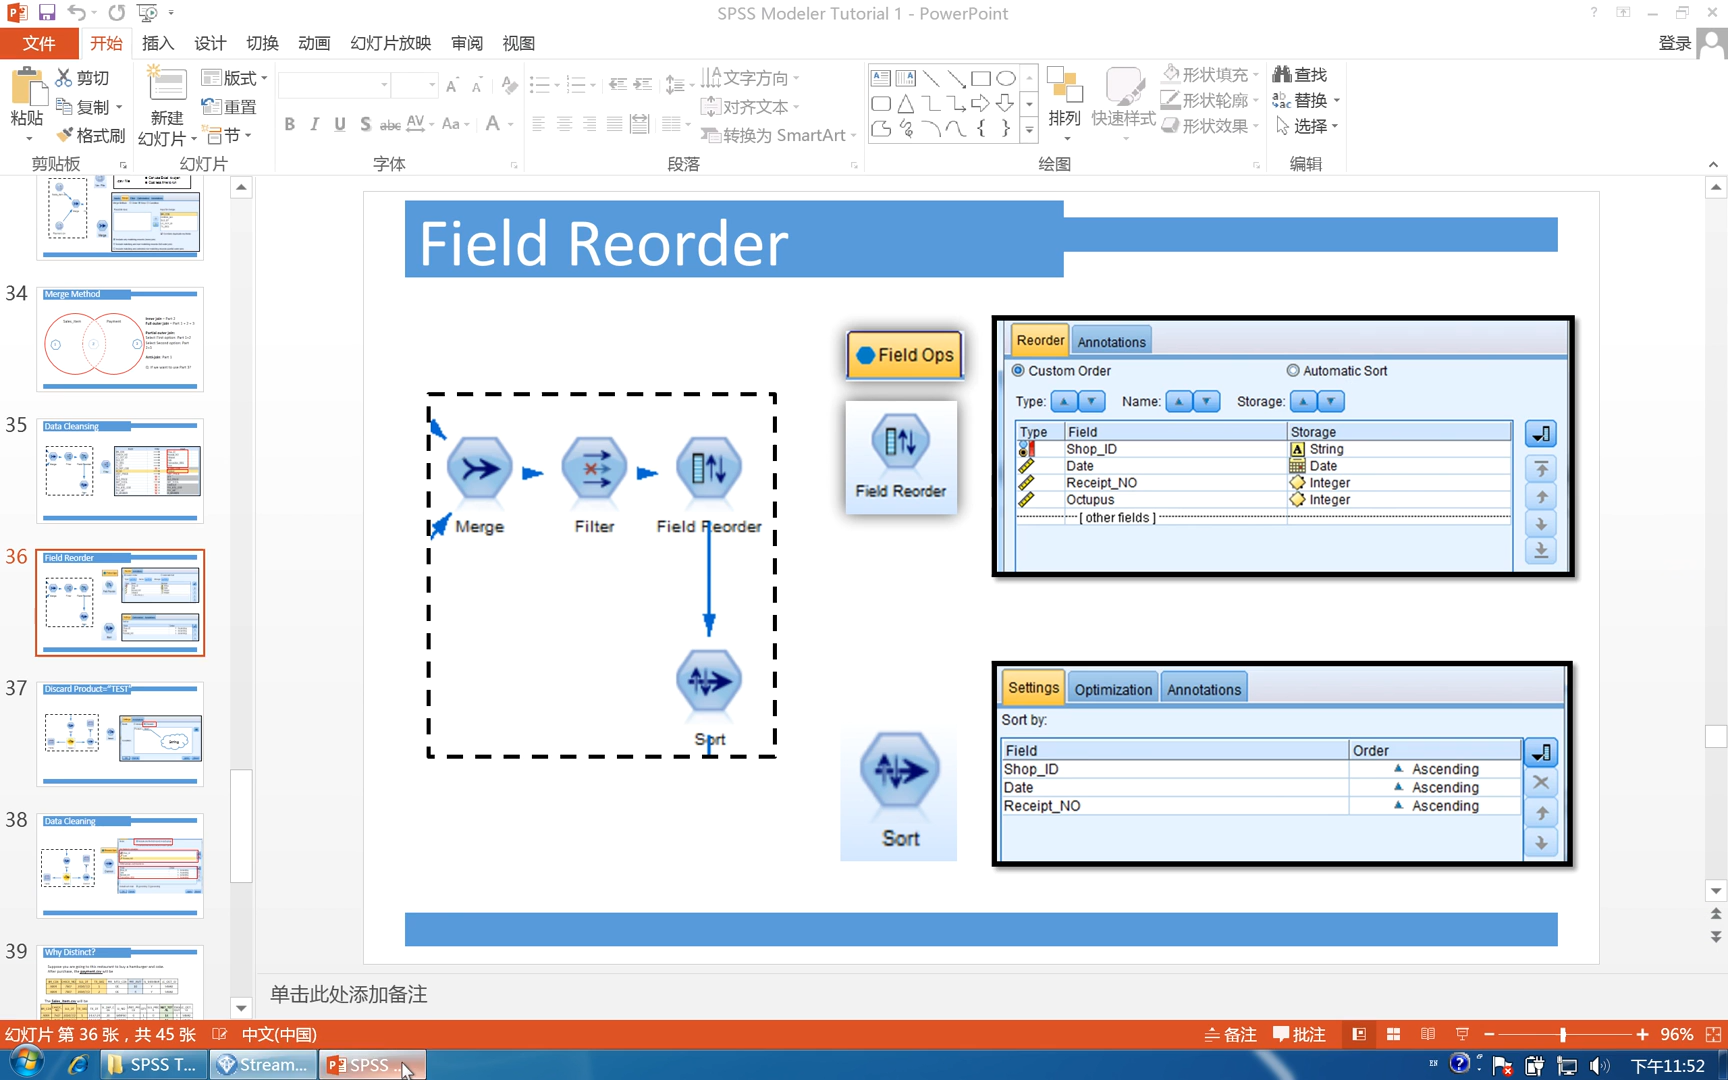 SPSS Modeler Tutorial 1 - PowerPoint
文件 开始 插入 设计 切换 动画 幻灯片放映 审阅 视图 登录
剪切
复制
格式刷
粘贴
剪贴板
新建
幻灯片
版式
重置
节
幻灯片
B I U S abc AV Aa A
字体
文字方向
对齐文本
转换为 SmartArt
段落
排列
快速样式
形状填充
形状轮廓
形状效果
绘图
查找
替换
选择
编辑
34
Merge Method
35
Data Cleansing
36
Field Reorder
37
Discard Product="TEST"
38
Data Cleaning
39
Why Distinct?
Field Reorder
Merge
Filter
Field Reorder
Sort
Field Ops
Field Reorder
Sort
Reorder Annotations
Custom Order Automatic Sort
Type: Name: Storage:
Type Field Storage
Shop_ID String
Date Date
Receipt_NO Integer
Octupus Integer
[ other fields ]
Settings Optimization Annotations
Sort by:
Field Order
Shop_ID Ascending
Date Ascending
Receipt_NO Ascending
单击此处添加备注
幻灯片 第 36 张，共 45 张 中文(中国) 备注 批注 96%
SPSS T... Stream... SPSS ... EN 下午11:52